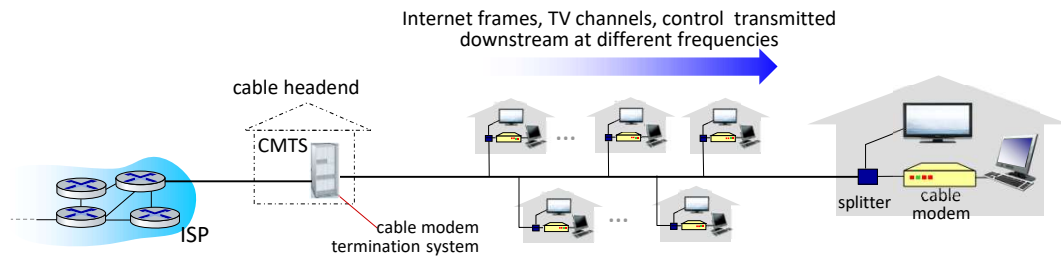 Internet frames, TV channels, control transmitted
downstream at different frequencies
cable headend
CMTS
ISP
cable modem
termination system
...
...
splitter
cable
modem